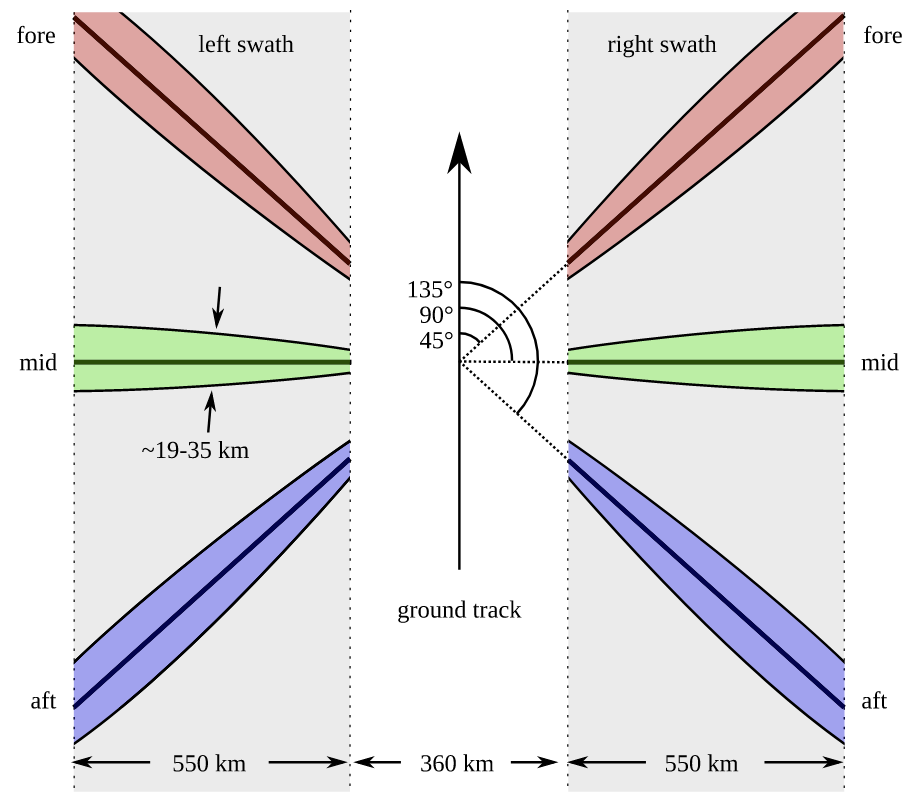 fore
left swath
right swath
fore
135°
90°
45°
mid
mid
~19-35 km
ground track
aft
aft
550 km
360 km
550 km